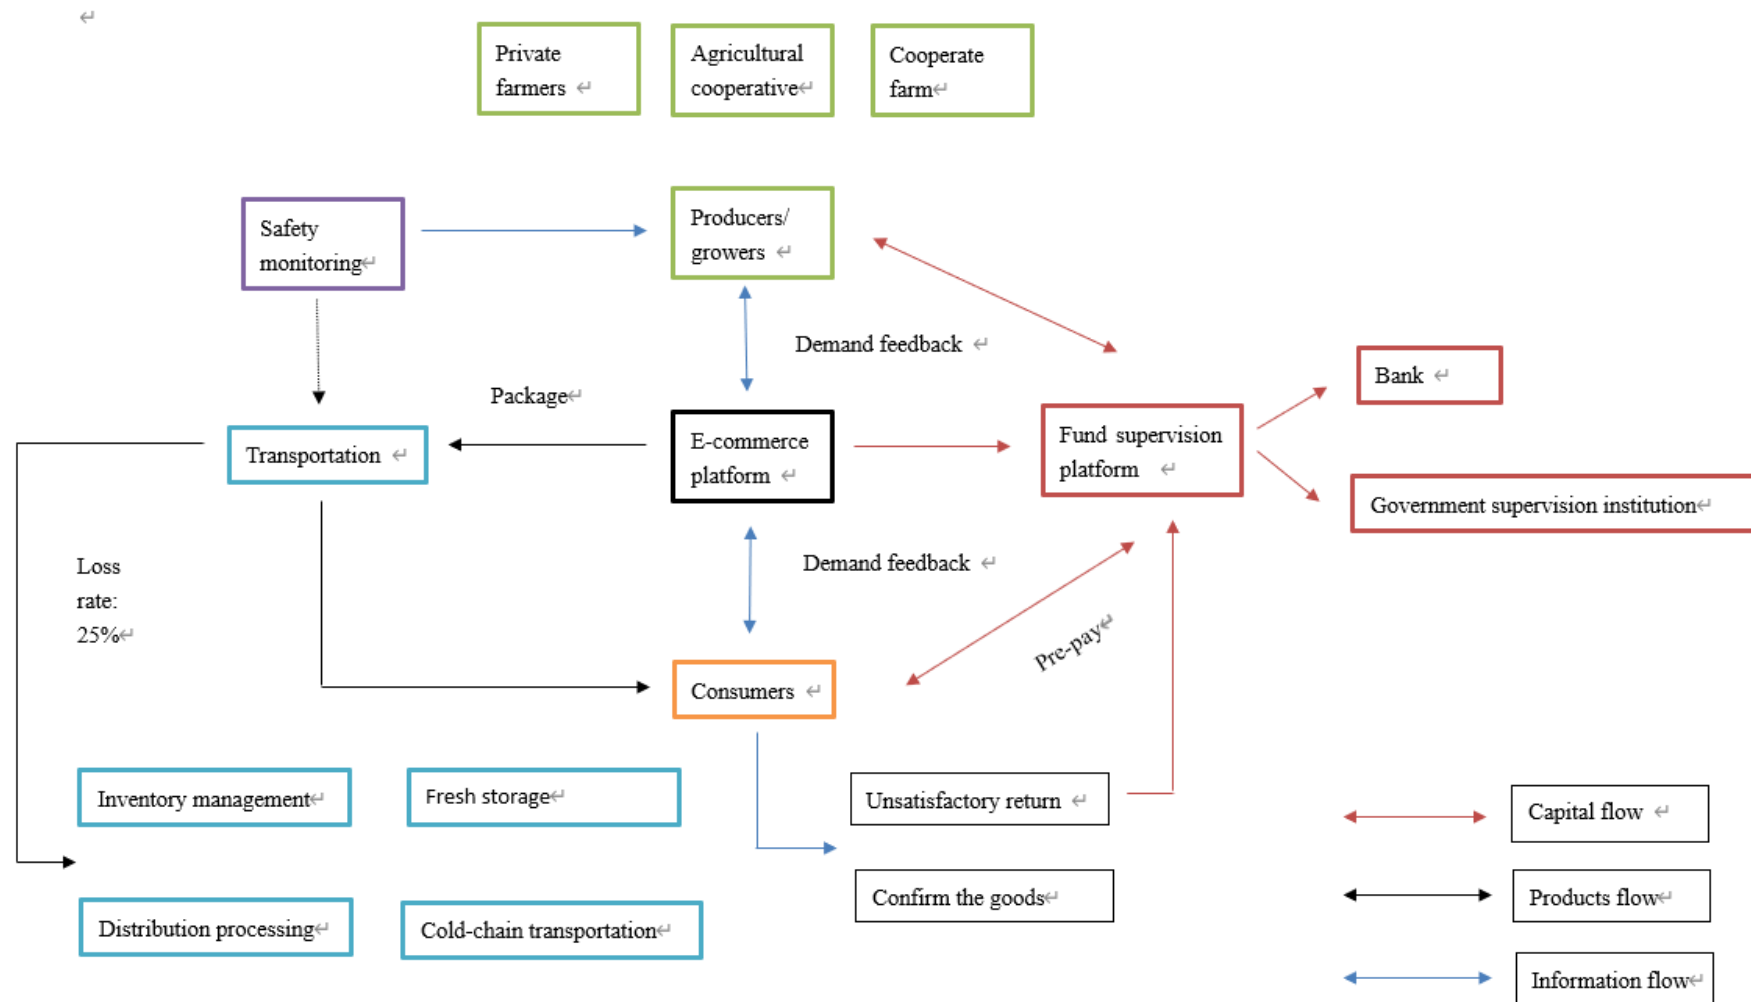 Private
farmers
Agricultural
cooperative
Cooperate
farm
Safety
monitoring
Producers/
growers
Demand feedback
Bank
Package
Transportation
E-commerce
platform
Fund supervision
platform
Government supervision institution
Loss
rate:
25%
Demand feedback
Pre-pay
Consumers
Inventory management
Fresh storage
Unsatisfactory return
Capital flow
Distribution processing
Cold-chain transportation
Confirm the goods
Products flow
Information flow